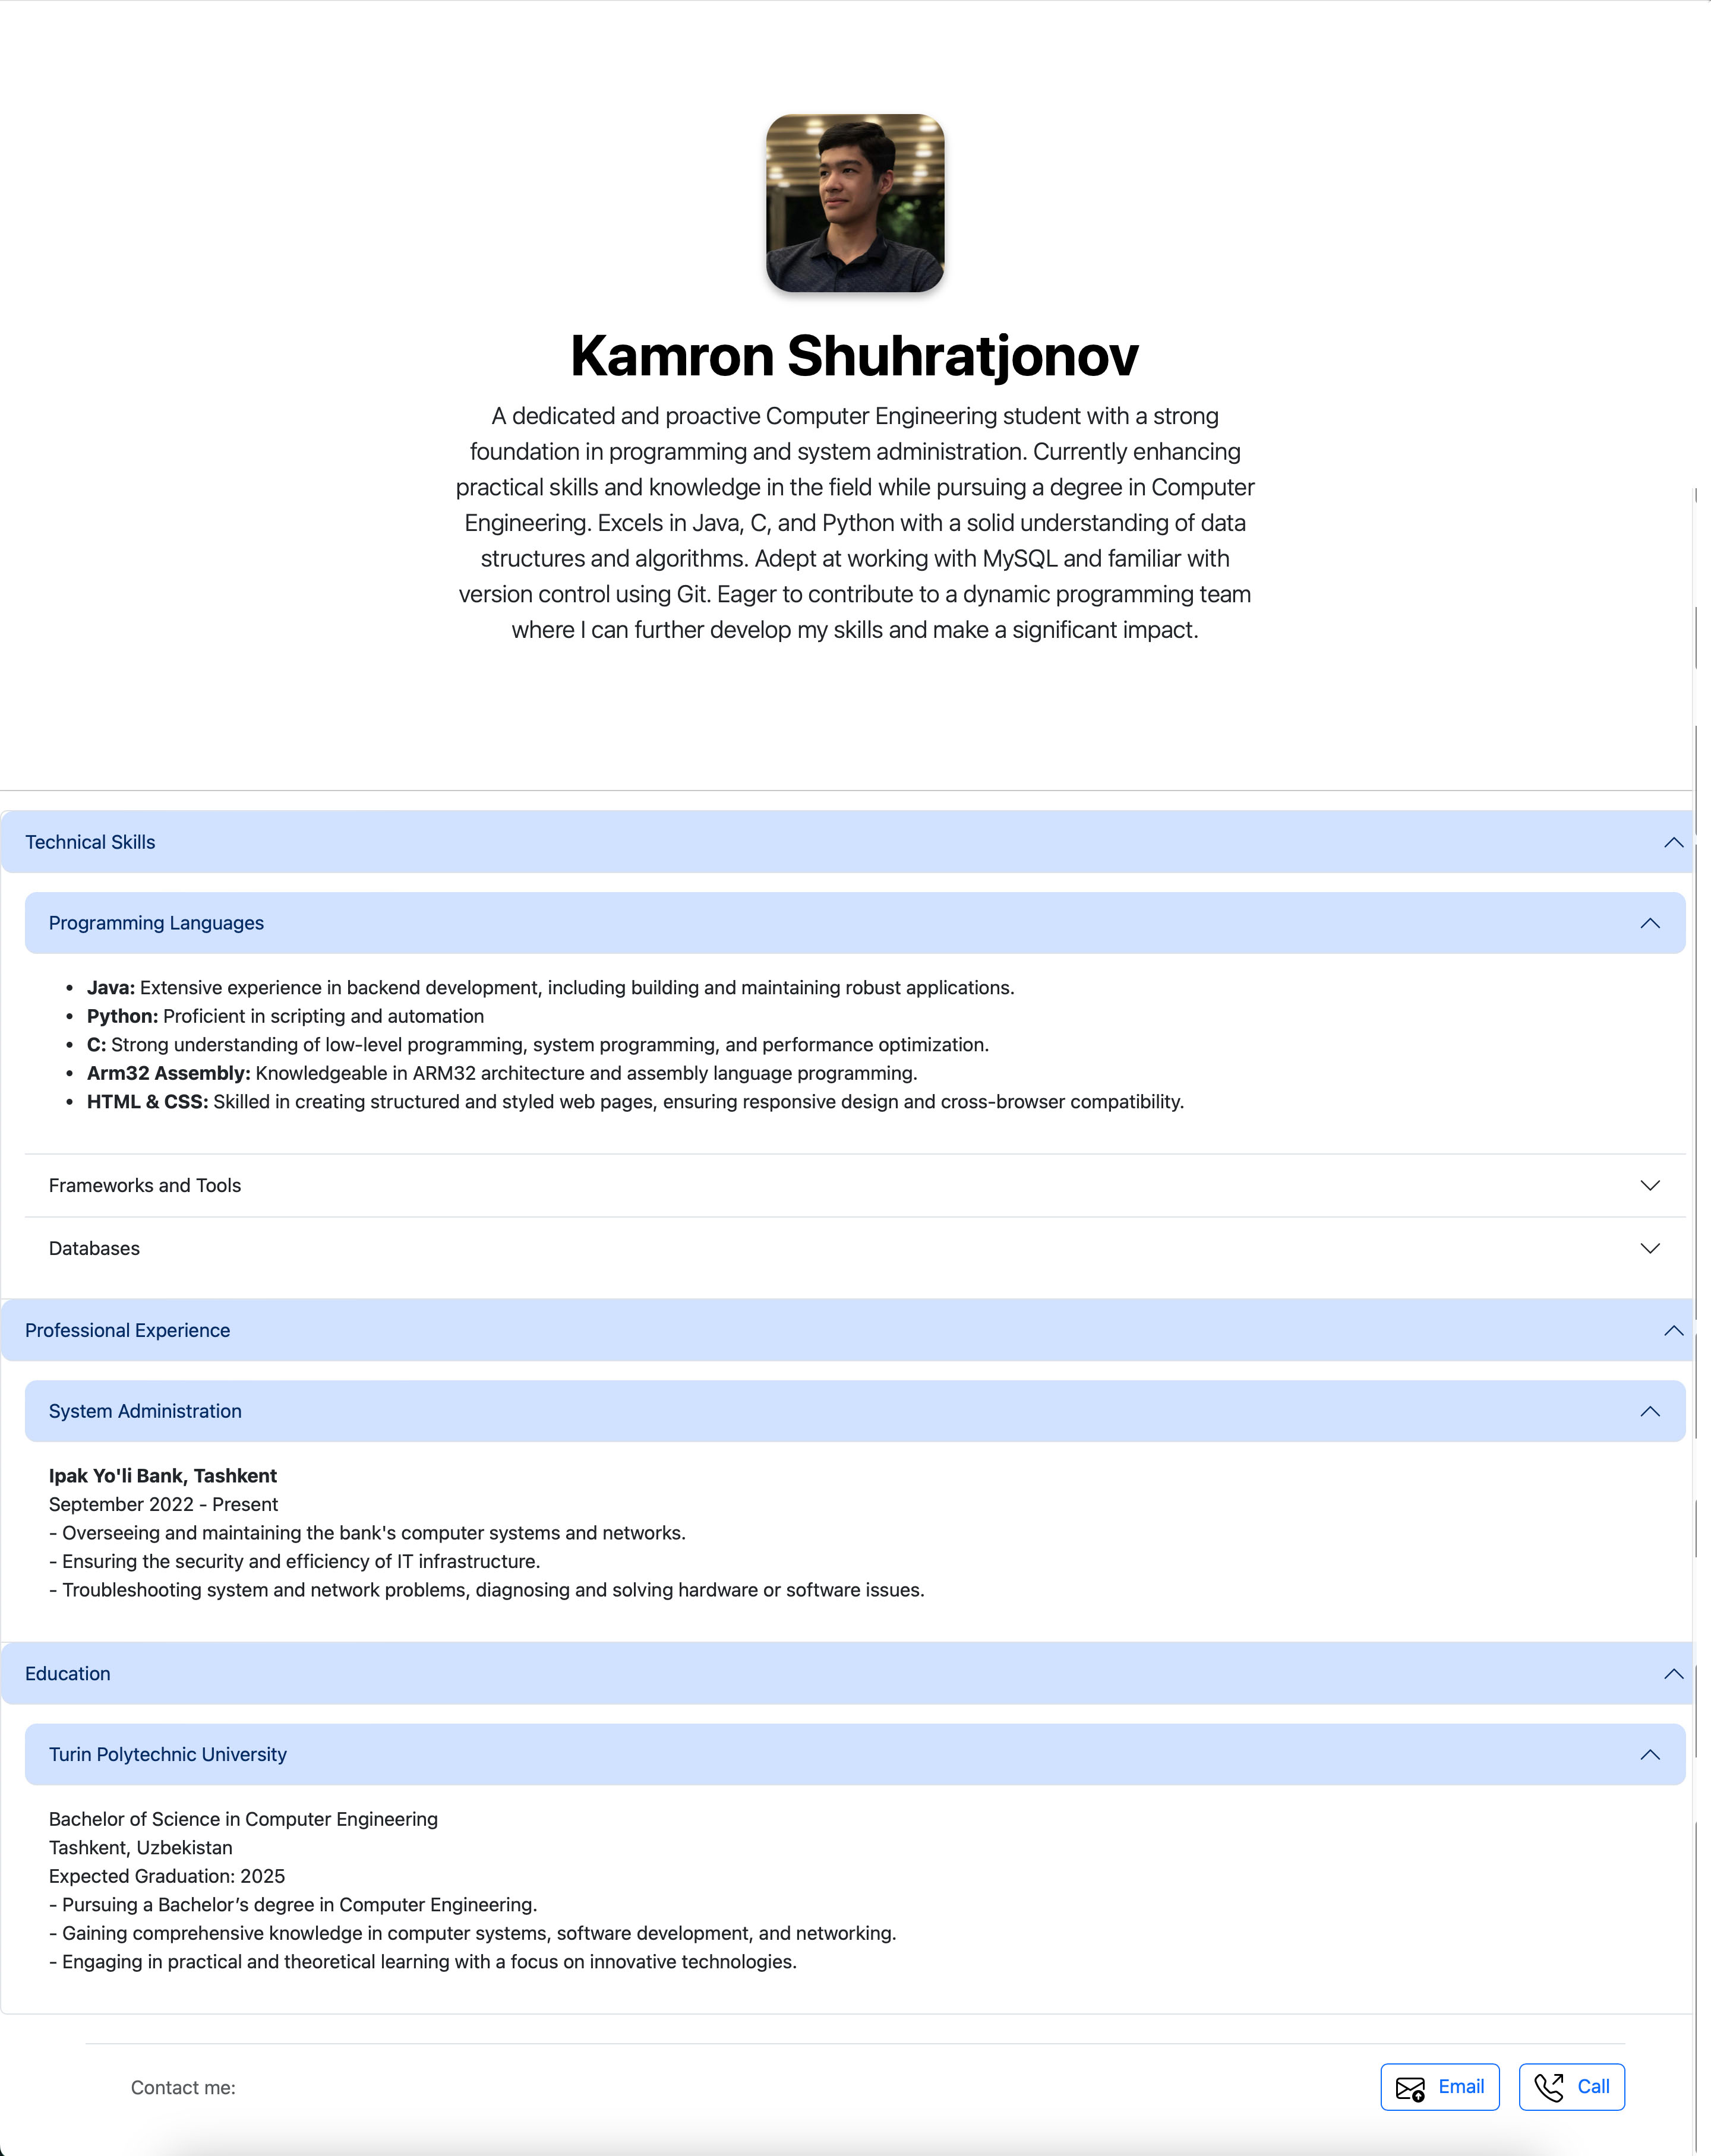 Kamron Shuhratjonov
A dedicated and proactive Computer Engineering student with a strong
foundation in programming and system administration. Currently enhancing
practical skills and knowledge in the field while pursuing a degree in Computer
Engineering. Excels in Java, C, and Python with a solid understanding of data
structures and algorithms. Adept at working with MySQL and familiar with
version control using Git. Eager to contribute to a dynamic programming team
where I can further develop my skills and make a significant impact.
Technical Skills
Programming Languages
• Java: Extensive experience in backend development, including building and maintaining robust applications.
• Python: Proficient in scripting and automation
• C: Strong understanding of low-level programming, system programming, and performance optimization.
• Arm32 Assembly: Knowledgeable in ARM32 architecture and assembly language programming.
• HTML & CSS: Skilled in creating structured and styled web pages, ensuring responsive design and cross-browser compatibility.
Frameworks and Tools
Databases
Professional Experience
System Administration
Ipak Yo'li Bank, Tashkent
September 2022 - Present
- Overseeing and maintaining the bank's computer systems and networks.
- Ensuring the security and efficiency of IT infrastructure.
- Troubleshooting system and network problems, diagnosing and solving hardware or software issues.
Education
Turin Polytechnic University
Bachelor of Science in Computer Engineering
Tashkent, Uzbekistan
Expected Graduation: 2025
- Pursuing a Bachelor’s degree in Computer Engineering.
- Gaining comprehensive knowledge in computer systems, software development, and networking.
- Engaging in practical and theoretical learning with a focus on innovative technologies.
Contact me:
Email
Call